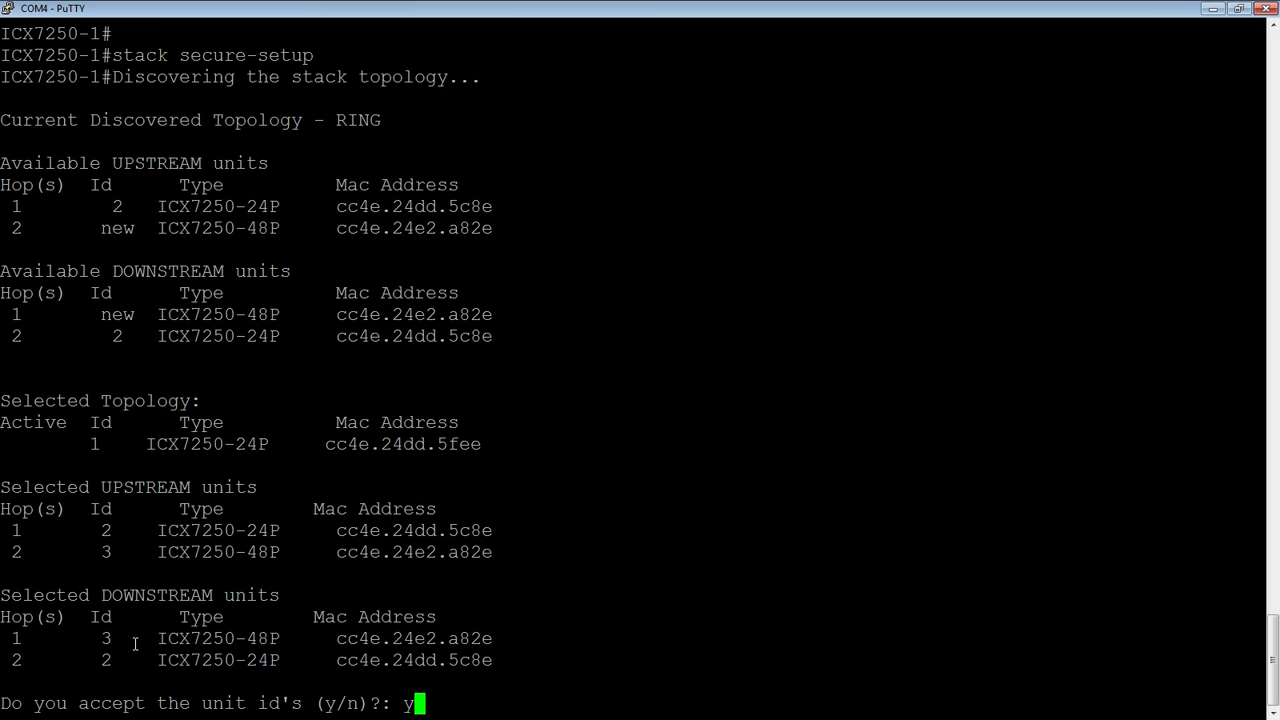 COM4 - PuTTY
ICX7250-1#
ICX7250-1#stack secure-setup
ICX7250-1#Discovering the stack topology...
Current Discovered Topology - RING
Available UPSTREAM units
Hop(s) Id Type Mac Address
1 2 ICX7250-24P cc4e.24dd.5c8e
2 new ICX7250-48P cc4e.24e2.a82e
Available DOWNSTREAM units
Hop(s) Id Type Mac Address
1 new ICX7250-48P cc4e.24e2.a82e
2 2 ICX7250-24P cc4e.24dd.5c8e
Selected Topology:
Active Id Type Mac Address
1 ICX7250-24P cc4e.24dd.5fee
Selected UPSTREAM units
Hop(s) Id Type Mac Address
1 2 ICX7250-24P cc4e.24dd.5c8e
2 3 ICX7250-48P cc4e.24e2.a82e
Selected DOWNSTREAM units
Hop(s) Id Type Mac Address
1 3 ICX7250-48P cc4e.24e2.a82e
2 2 ICX7250-24P cc4e.24dd.5c8e
Do you accept the unit id's (y/n)?: y